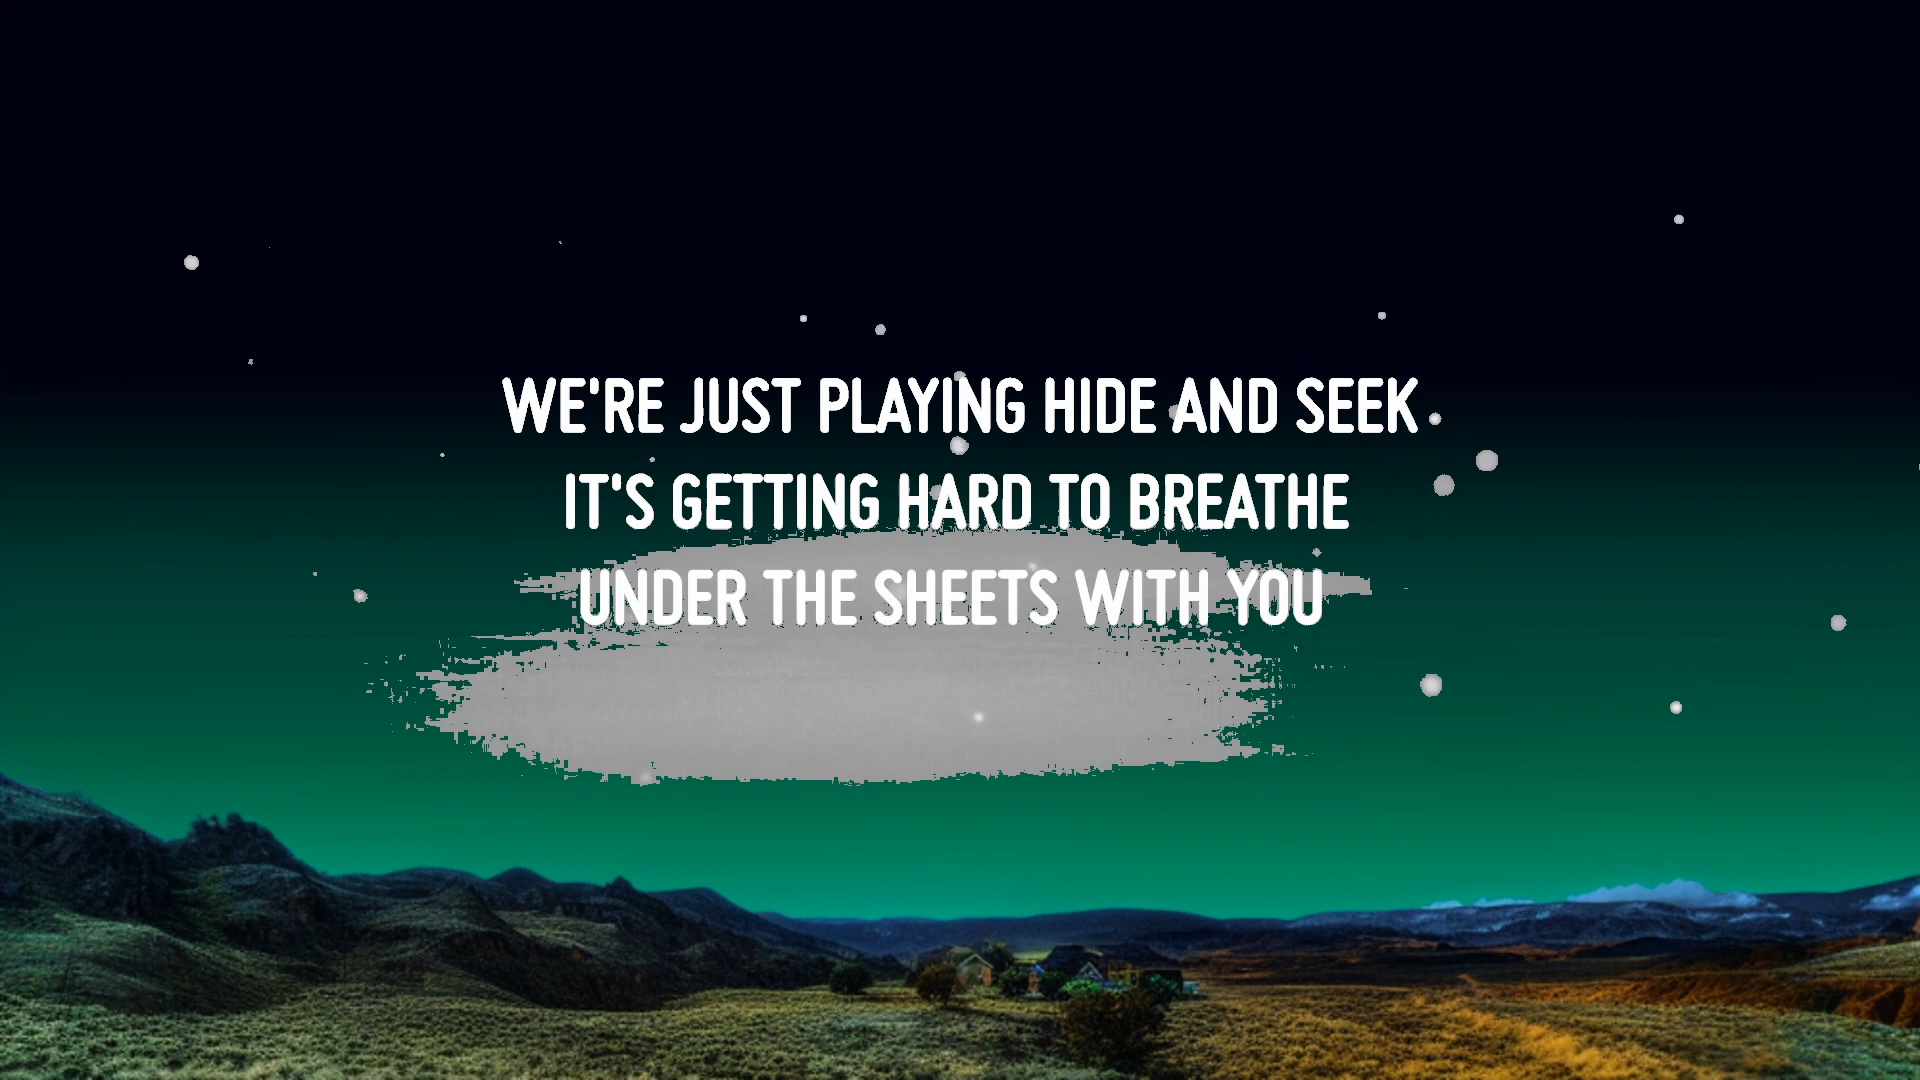 WE'RE JUST PLAYING HIDE AND SEEK
IT'S GETTING HARD TO BREATHE
UNDER THE SHEETS WITH YOU